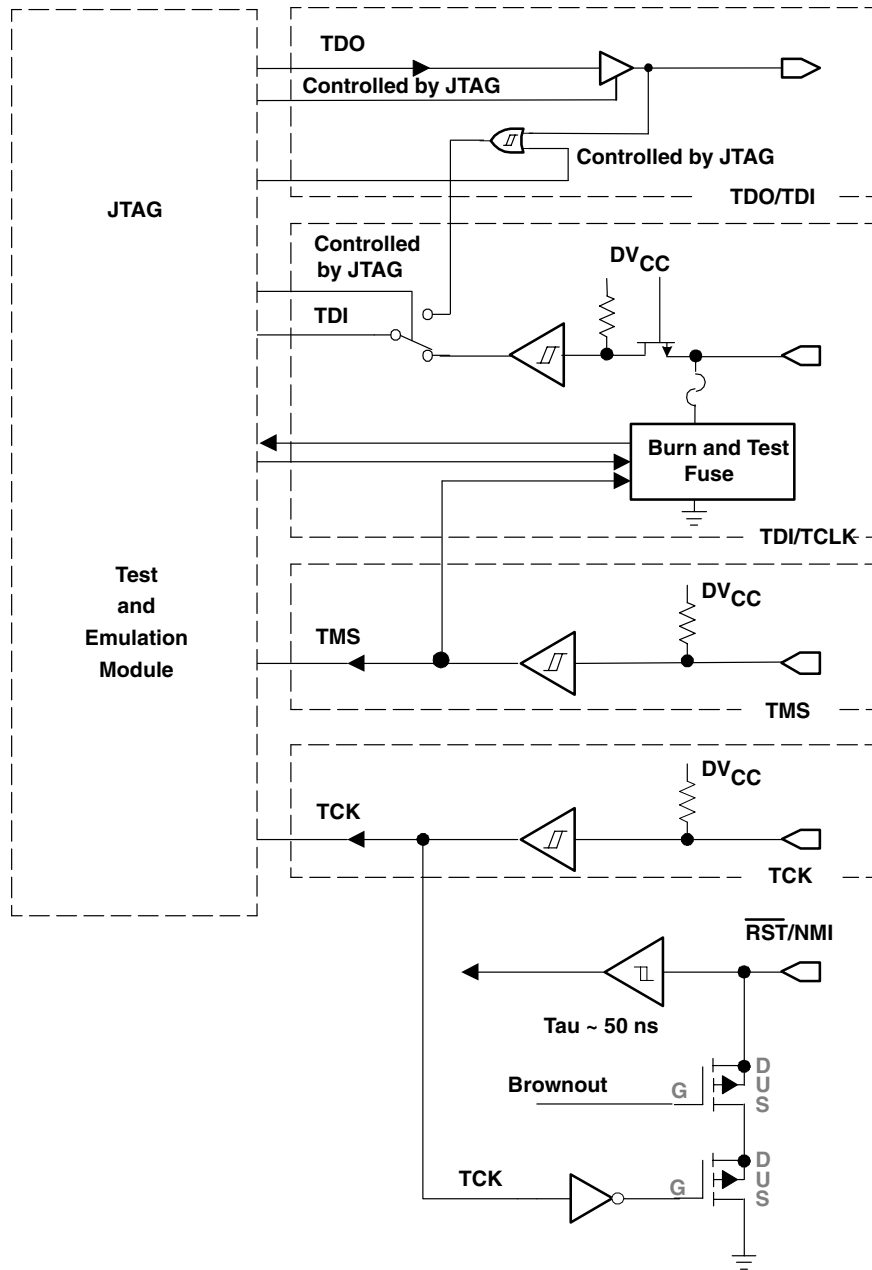 TDO
Controlled by JTAG
Controlled by JTAG
TDO/TDI
JTAG
Controlled
by JTAG
DVCC
TDI
Burn and Test
Fuse
TDI/TCLK
Test
and
Emulation
Module
DVCC
TMS
TMS
DVCC
TCK
TCK
RST/NMI
Tau ~ 50 ns
Brownout
G
D
U
S
TCK
G
D
U
S